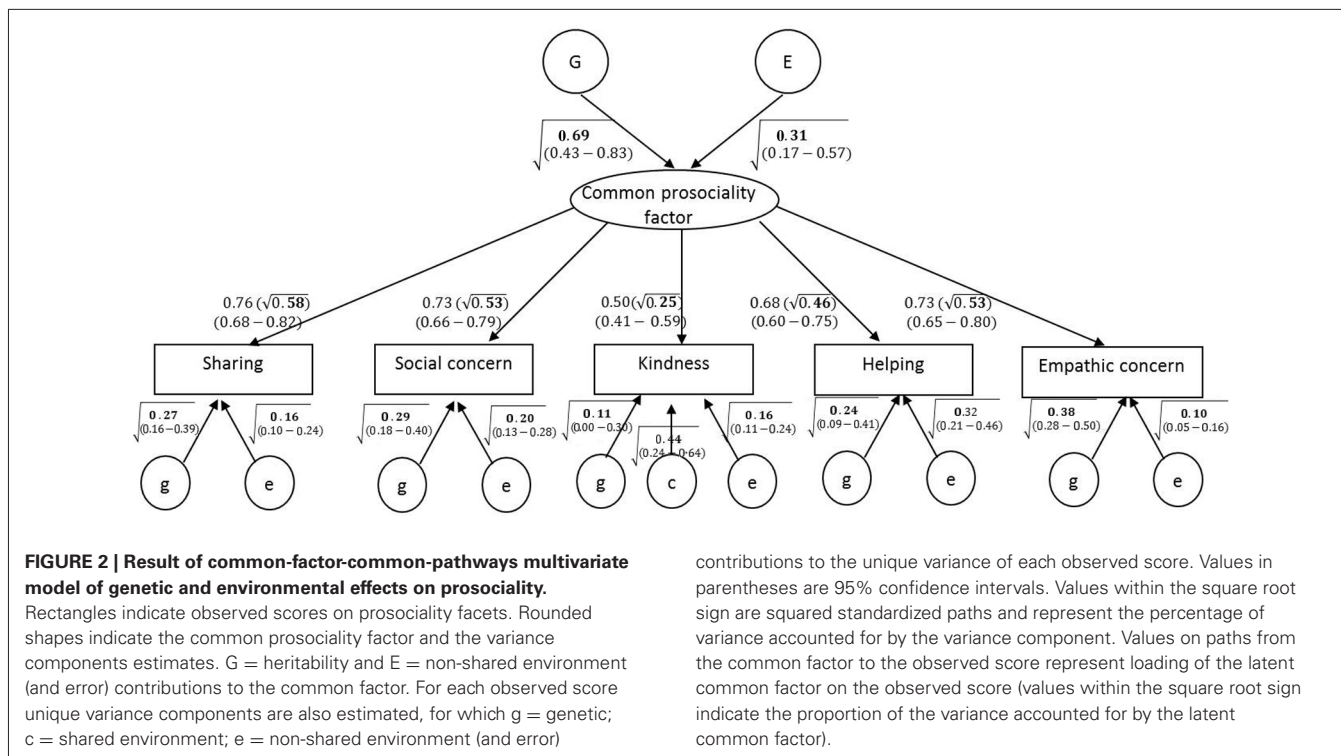 G
E
√0.69
(0.43 − 0.83)
√0.31
(0.17 − 0.57)
Common prosociality
factor
0.76 (√0.58)
(0.68 − 0.82)
0.73 (√0.53)
(0.66 − 0.79)
0.50(√0.25)
(0.41 − 0.59)
0.68 (√0.46)
(0.60 − 0.75)
0.73 (√0.53)
(0.65 − 0.80)
Sharing
Social concern
Kindness
Helping
Empathic concern
√0.27
(0.16−0.39)
√0.16
(0.10 − 0.24)
√0.29
(0.18 − 0.40)
√0.20
(0.13 − 0.28)
√0.11
(0.00 − 0.30)
√0.44
(0.24 − 0.64)
√0.16
(0.11 − 0.24)
√0.24
(0.09 − 0.41)
√0.32
(0.21 − 0.46)
√0.38
(0.28 − 0.50)
√0.10
(0.05 − 0.16)
g
e
g
e
g
c
e
g
e
g
e
FIGURE 2 | Result of common-factor-common-pathways multivariate
model of genetic and environmental effects on prosociality.
Rectangles indicate observed scores on prosociality facets. Rounded
shapes indicate the common prosociality factor and the variance
components estimates. G = heritability and E = non-shared environment
(and error) contributions to the common factor. For each observed score
unique variance components are also estimated, for which g = genetic;
c = shared environment; e = non-shared environment (and error)
contributions to the unique variance of each observed score. Values in
parentheses are 95% confidence intervals. Values within the square root
sign are squared standardized paths and represent the percentage of
variance accounted for by the variance component. Values on paths from
the common factor to the observed score represent loading of the latent
common factor on the observed score (values within the square root sign
indicate the proportion of the variance accounted for by the latent
common factor).